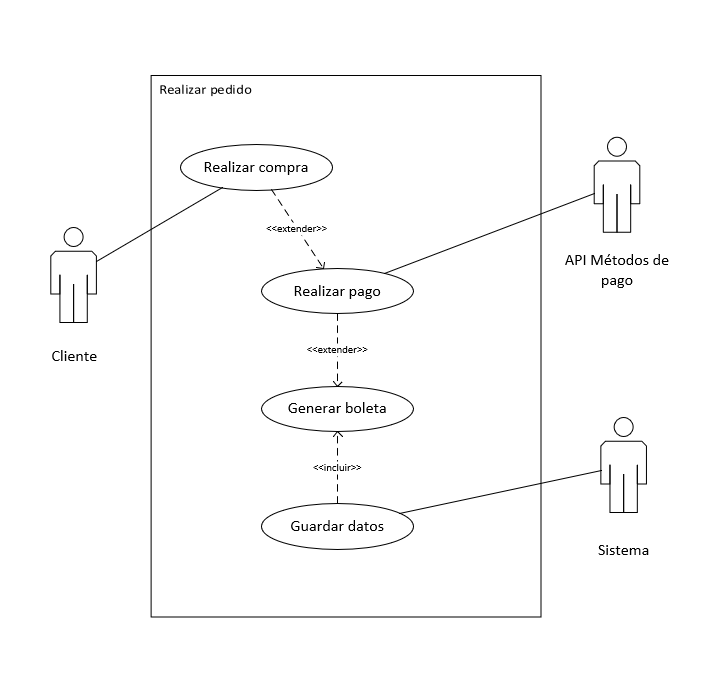 Realizar pedido
Realizar compra
<<extender>>
Realizar pago
API Métodos de
pago
<<extender>>
Cliente
Generar boleta
<<incluir>>
Guardar datos
Sistema